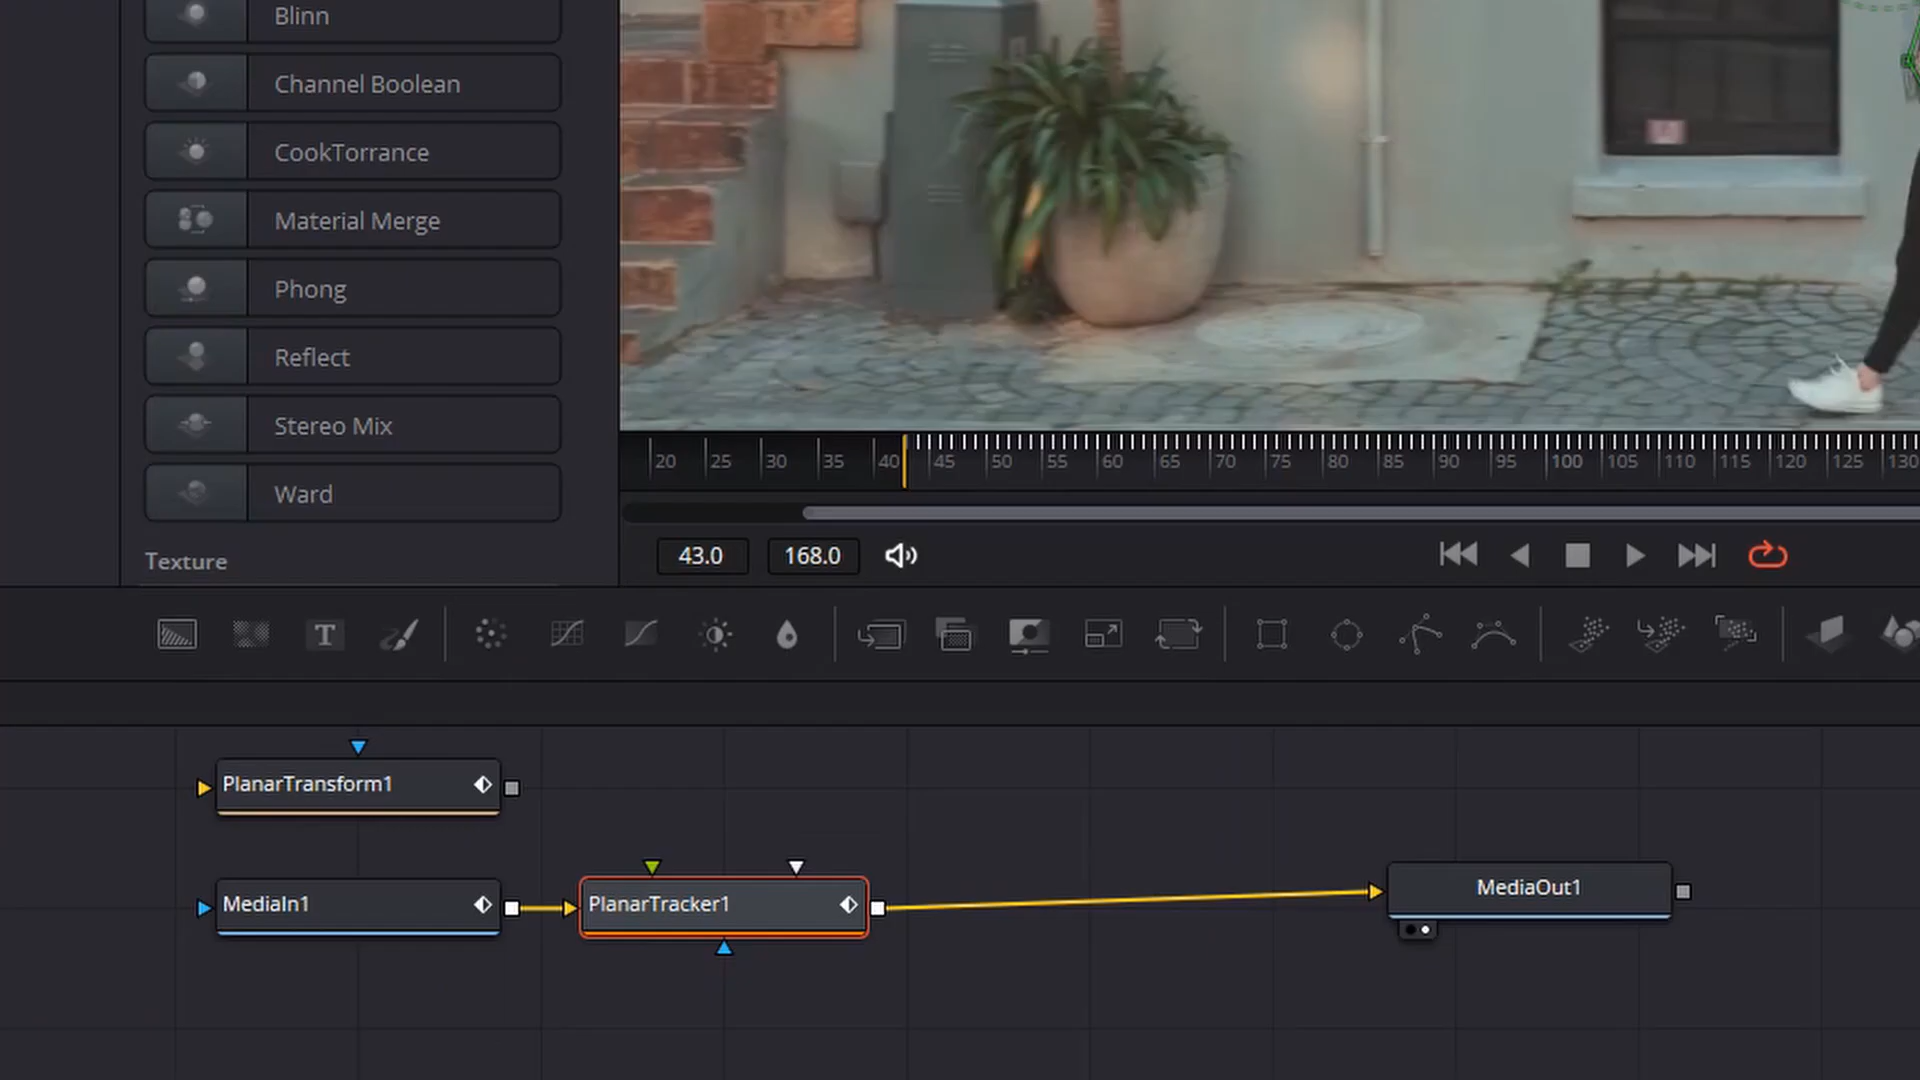 Blinn
Channel Boolean
CookTorrance
Material Merge
Phong
Reflect
Stereo Mix
Ward
Texture
20 25 30 35 40 45 50 55 60 65 70 75 80 85 90 95 100 105 110 115 120 125 130
43.0 168.0
T
PlanarTransform1
MediaIn1
PlanarTracker1
MediaOut1